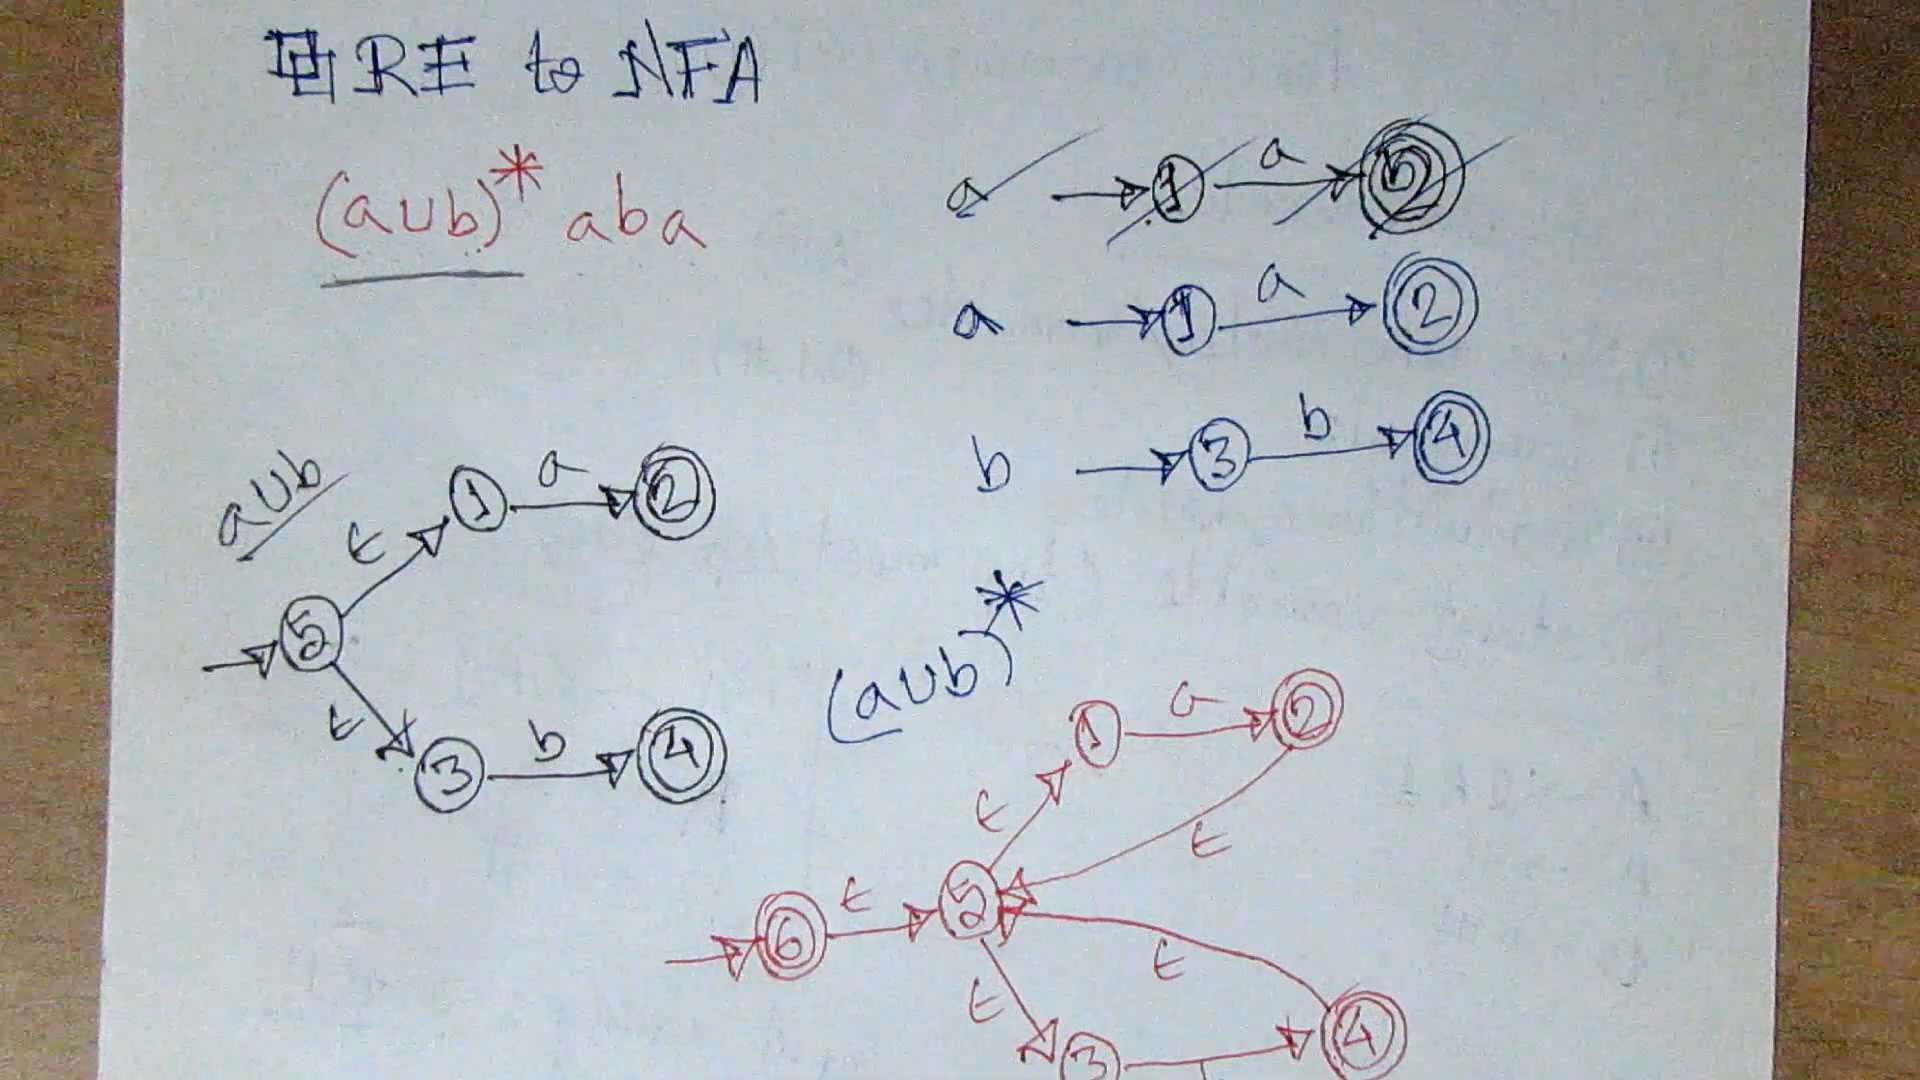 RE to NFA
(a∪b)* aba
a 1 a 2
a 1 a 2
b 3 b 4
a∪b
ε 1 a 2
5
ε 3 b 4
(a∪b)*
ε 1 a 2
ε
6 ε 5
ε
ε 3 4